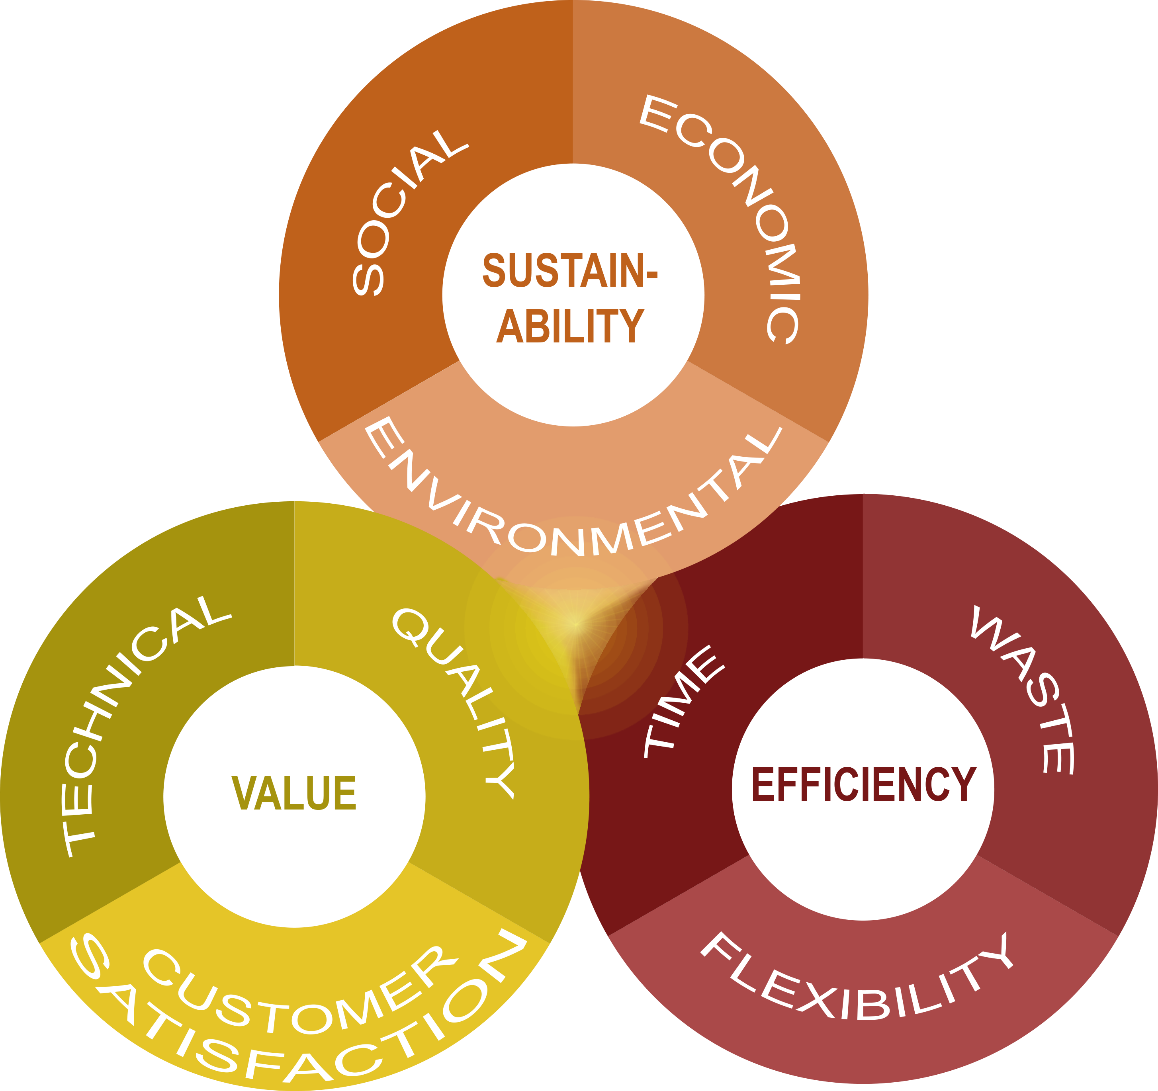 SOCIAL
ECONOMIC
SUSTAIN-
ABILITY
ENVIRONMENTAL
TECHNICAL
QUALITY
VALUE
CUSTOMER
SATISFACTION
TIME
WASTE
EFFICIENCY
FLEXIBILITY